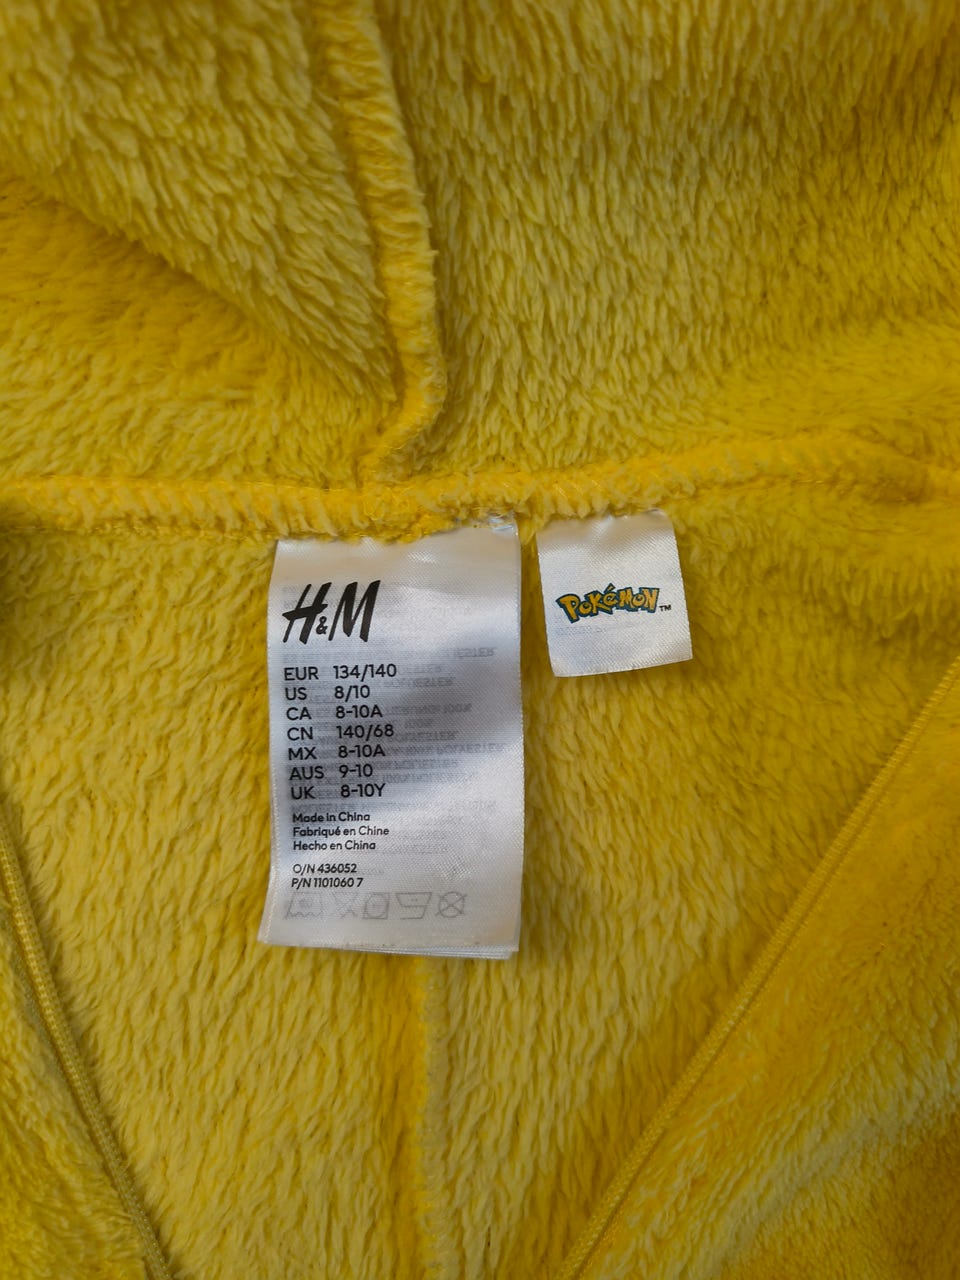 H&M
EUR 134/140
US 8/10
CA 8-10A
CN 140/68
MX 8-10A
AUS 9-10
UK 8-10Y
Made in China
Fabriqué en Chine
Hecho en China
O/N 436052
P/N 1101060 7
POKéMON™